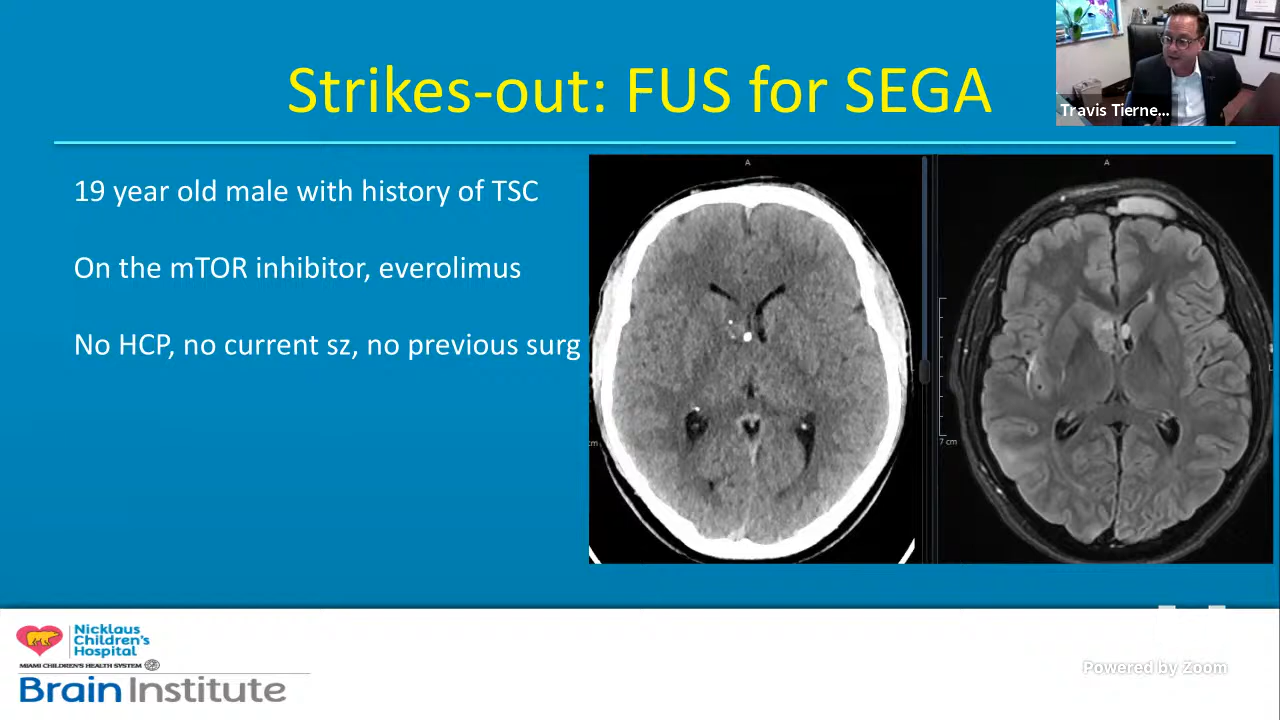 Strikes-out: FUS for SEGA
Travis Tierne...
19 year old male with history of TSC
On the mTOR inhibitor, everolimus
No HCP, no current sz, no previous surg
A
A
cm
7 cm
L
Nicklaus
Children's
Hospital
MIAMI CHILDREN'S HEALTH SYSTEM
Brain Institute
Powered by Zoom